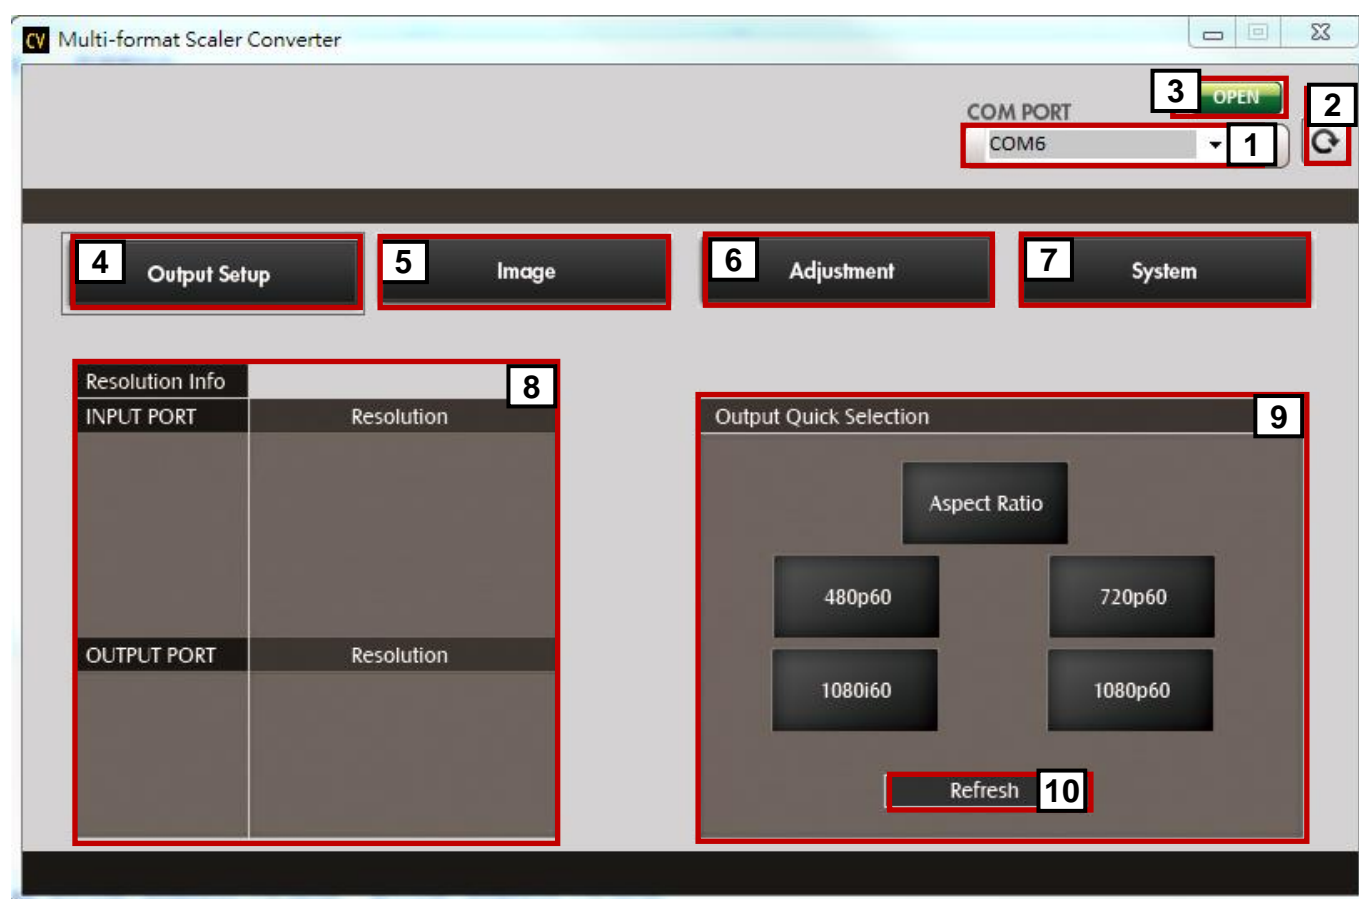 CV Multi-format Scaler Converter
3 OPEN 2
COM PORT
COM6 1
4 Output Setup
5 Image
6 Adjustment
7 System
Resolution Info 8
INPUT PORT Resolution
OUTPUT PORT Resolution
Output Quick Selection 9
Aspect Ratio
480p60 720p60
1080i60 1080p60
Refresh 10